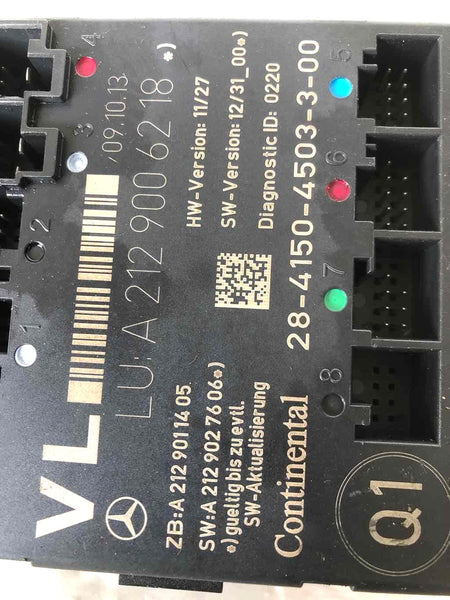 VL
LU: A 212 900 62 18
09.10.13 *)
ZB: A 212 901 14 05
SW: A 212 902 76 06*)
*) gueltig bis zu evtl.
SW-Aktualisierung
HW-Version: 11/27
SW-Version: 12/31_00*)
Diagnostic ID: 0220
Continental
28-4150-4503-3-00
1
2
3
4
5
6
7
8
Q1